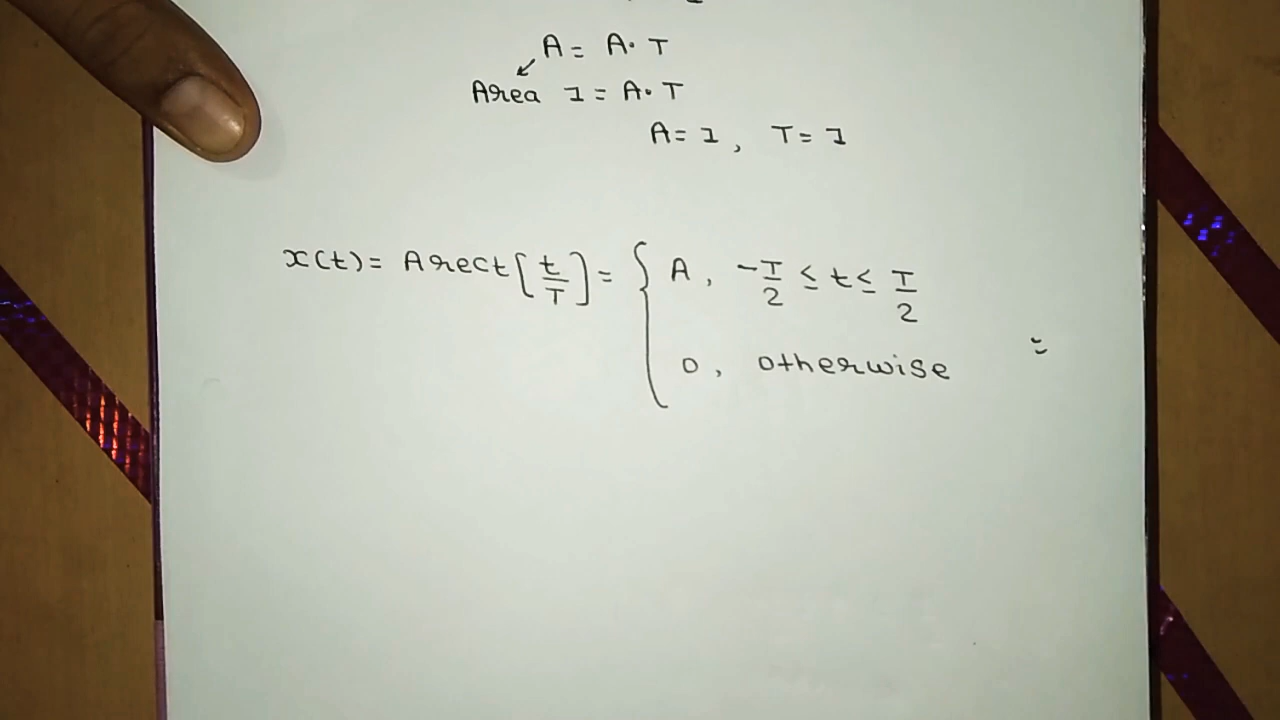 A = A · T
Area 1 = A · T
A = 1 , T = 1
x(t) = A rect [t/T] = { A , -T/2 ≤ t ≤ T/2
0 , otherwise